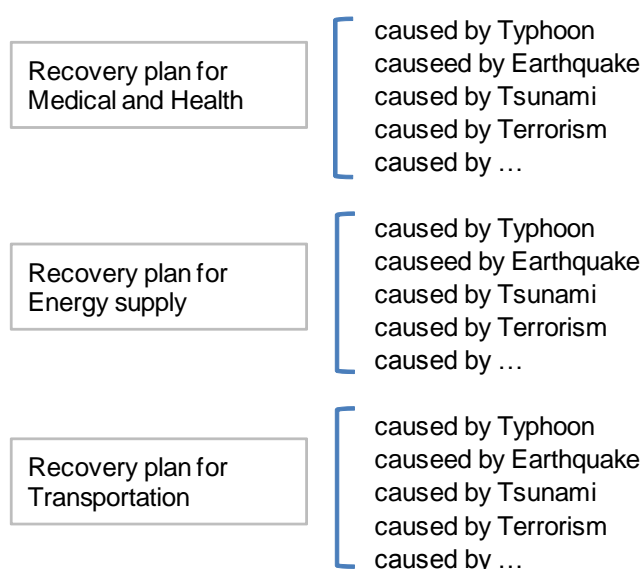 Recovery plan for
Medical and Health
caused by Typhoon
causeed by Earthquake
caused by Tsunami
caused by Terrorism
caused by …
Recovery plan for
Energy supply
caused by Typhoon
causeed by Earthquake
caused by Tsunami
caused by Terrorism
caused by …
Recovery plan for
Transportation
caused by Typhoon
causeed by Earthquake
caused by Tsunami
caused by Terrorism
caused by …